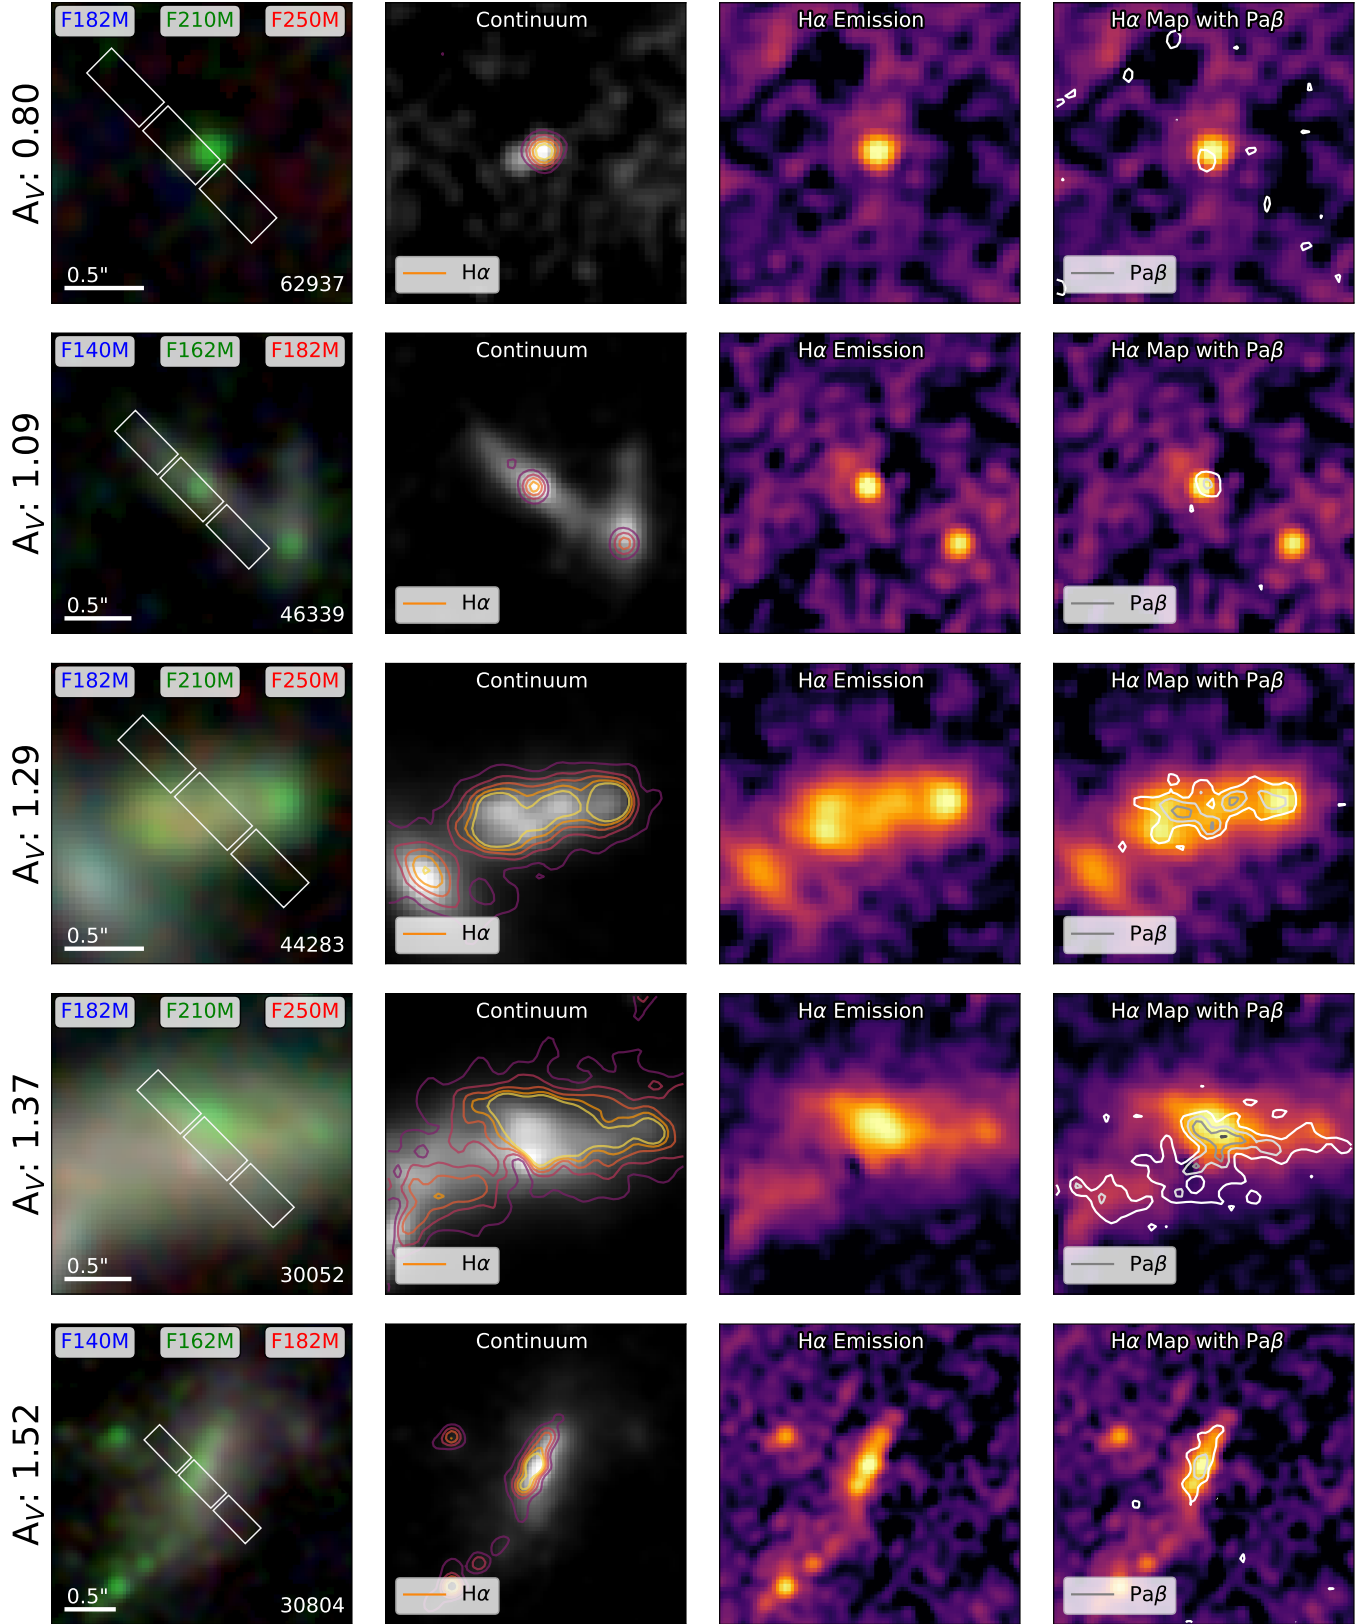 A_V: 0.80
F182M F210M F250M
0.5"
62937
Continuum
Hα
Hα Emission
Hα Map with Paβ
Paβ
A_V: 1.09
F140M F162M F182M
0.5"
46339
Continuum
Hα
Hα Emission
Hα Map with Paβ
Paβ
A_V: 1.29
F182M F210M F250M
0.5"
44283
Continuum
Hα
Hα Emission
Hα Map with Paβ
Paβ
A_V: 1.37
F182M F210M F250M
0.5"
30052
Continuum
Hα
Hα Emission
Hα Map with Paβ
Paβ
A_V: 1.52
F140M F162M F182M
0.5"
30804
Continuum
Hα
Hα Emission
Hα Map with Paβ
Paβ